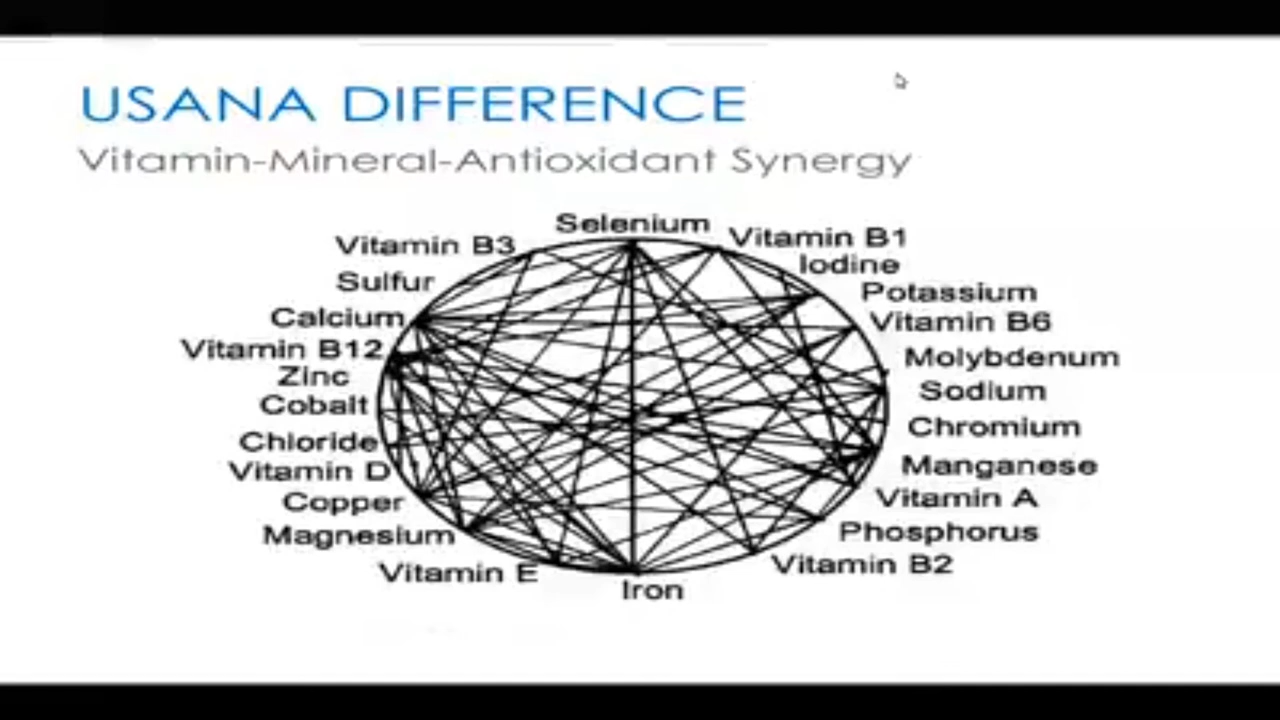 USANA DIFFERENCE
Vitamin-Mineral-Antioxidant Synergy
Selenium
Vitamin B3
Vitamin B1
Sulfur
Iodine
Calcium
Potassium
Vitamin B12
Vitamin B6
Zinc
Molybdenum
Cobalt
Sodium
Chloride
Chromium
Vitamin D
Manganese
Copper
Vitamin A
Magnesium
Phosphorus
Vitamin E
Vitamin B2
Iron